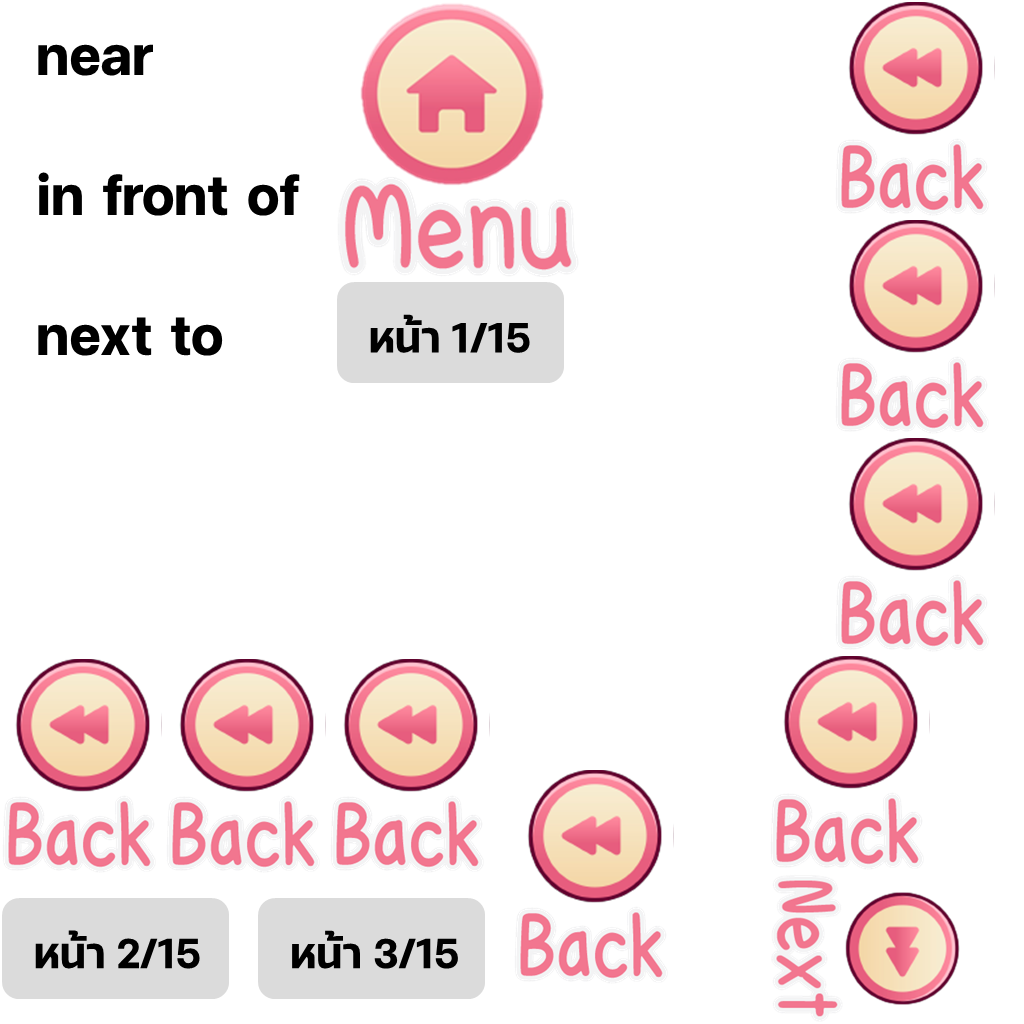 near
in front of
next to
Menu
หน้า 1/15
Back
Back
Back
Back
Back
Back
Back
Back
Next
หน้า 2/15
หน้า 3/15